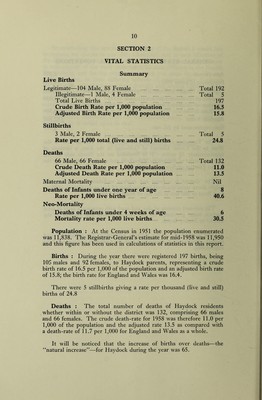 10
SECTION 2
VITAL STATISTICS
Summary
Live Births
Legitimate—104 Male, 88 Female Total 192
Illegitimate—1 Male, 4 Female Total 5
Total Live Births 197
Crude Birth Rate per 1,000 population 16.5
Adjusted Birth Rate per 1,000 population 15.8
Stillbirths
3 Male, 2 Female Total 5
Rate per 1,000 total (live and still) births 24.8
Deaths
66 Male, 66 Female Total 132
Crude Death Rate per 1,000 population 11.0
Adjusted Death Rate per 1,000 population 13.5
Maternal Mortality Nil
Deaths of Infants under one year of age 8
Rate per 1,000 live births 40.6
Neo-Mortality
Deaths of Infants under 4 weeks of age 6
Mortality rate per 1,000 live births 30.5
Population : At the Census in 1951 the population enumerated
was 11,838. The Registrar General's estimate for mid-1958 was 11,950
and this figure has been used in calculations of statistics in this report.
Births : During the year there were registered 197 births, being
105 males and 92 females, to Haydock parents, representing a crude
birth rate of 16.5 per 1,000 of the population and an adjusted birth rate
of 15.8; the birth rate for England and Wales was 16.4.
There were 5 stillbirths giving a rate per thousand (live and still)
births of 24.8
Deaths : The total number of deaths of Haydock residents
whether within or without the district was 132, comprising 66 males
and 66 females. The crude death-rate for 1958 was therefore 11.0 per
1,000 of the population and the adjusted rate 13.5 as compared with
a death-rate of 11.7 per 1,000 for England and Wales as a whole.
It will be noticed that the increase of births over deaths—the
"natural increase"—for Haydock during the year was 65.